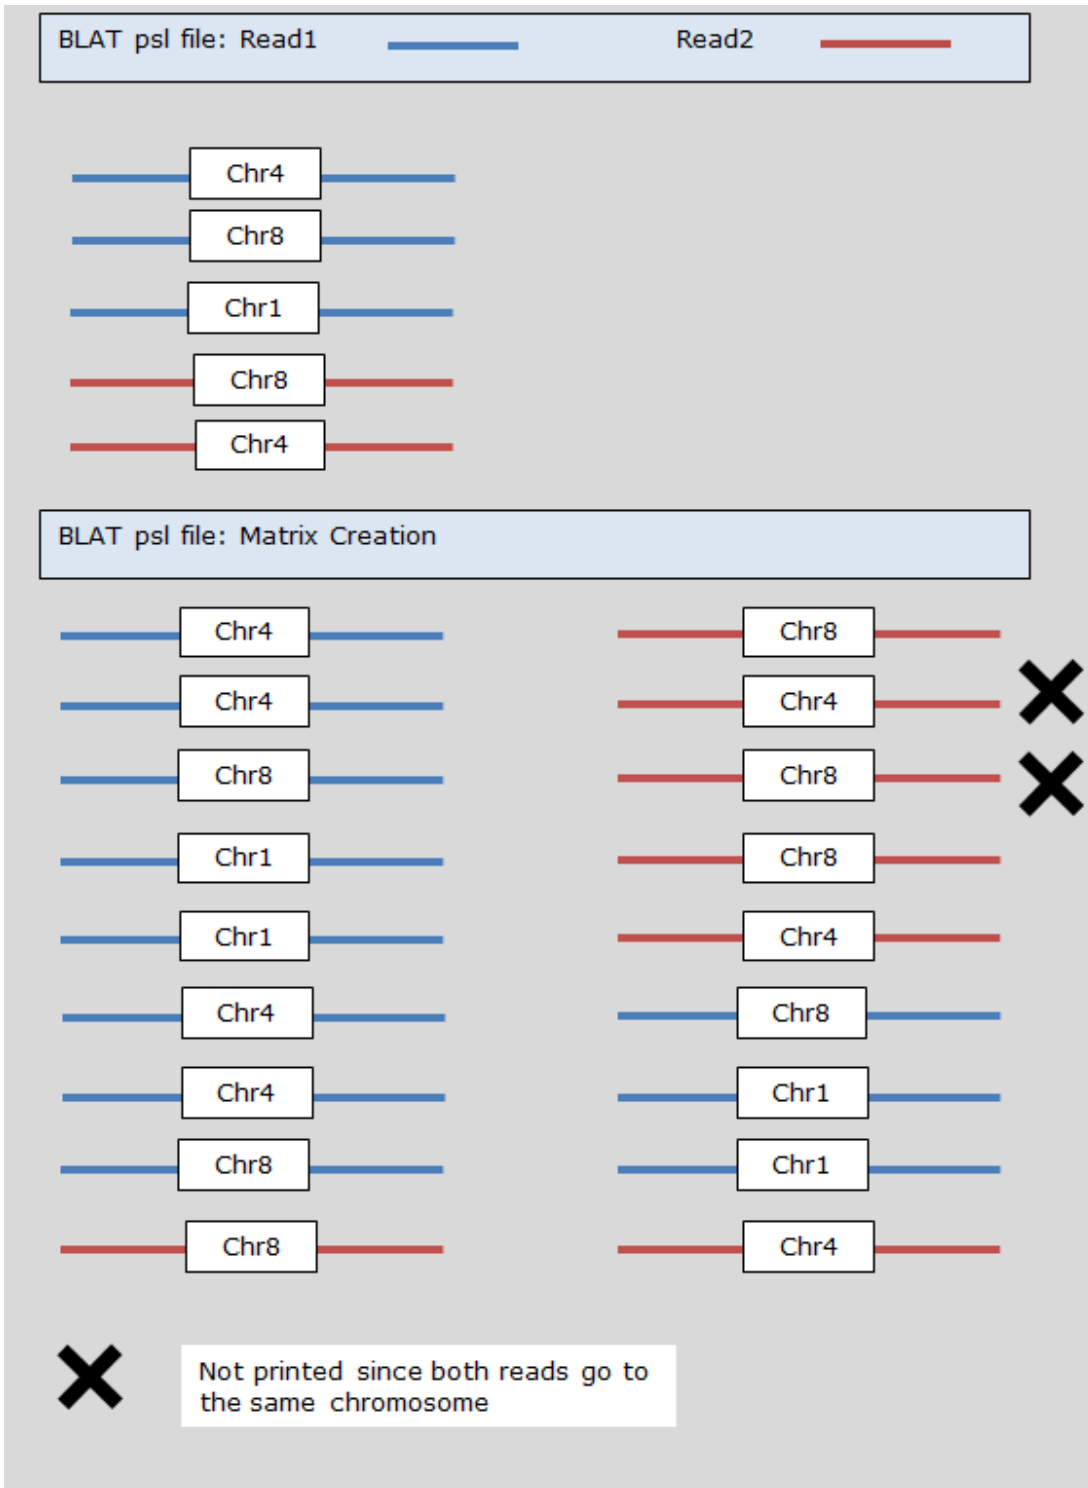 BLAT psl file: Read1 Read2
Chr4
Chr8
Chr1
Chr8
Chr4
BLAT psl file: Matrix Creation
Chr4 Chr8
Chr4 Chr4
Chr8 Chr8
Chr1 Chr8
Chr1 Chr4
Chr4 Chr8
Chr4 Chr1
Chr8 Chr1
Chr8 Chr4
Not printed since both reads go to
the same chromosome